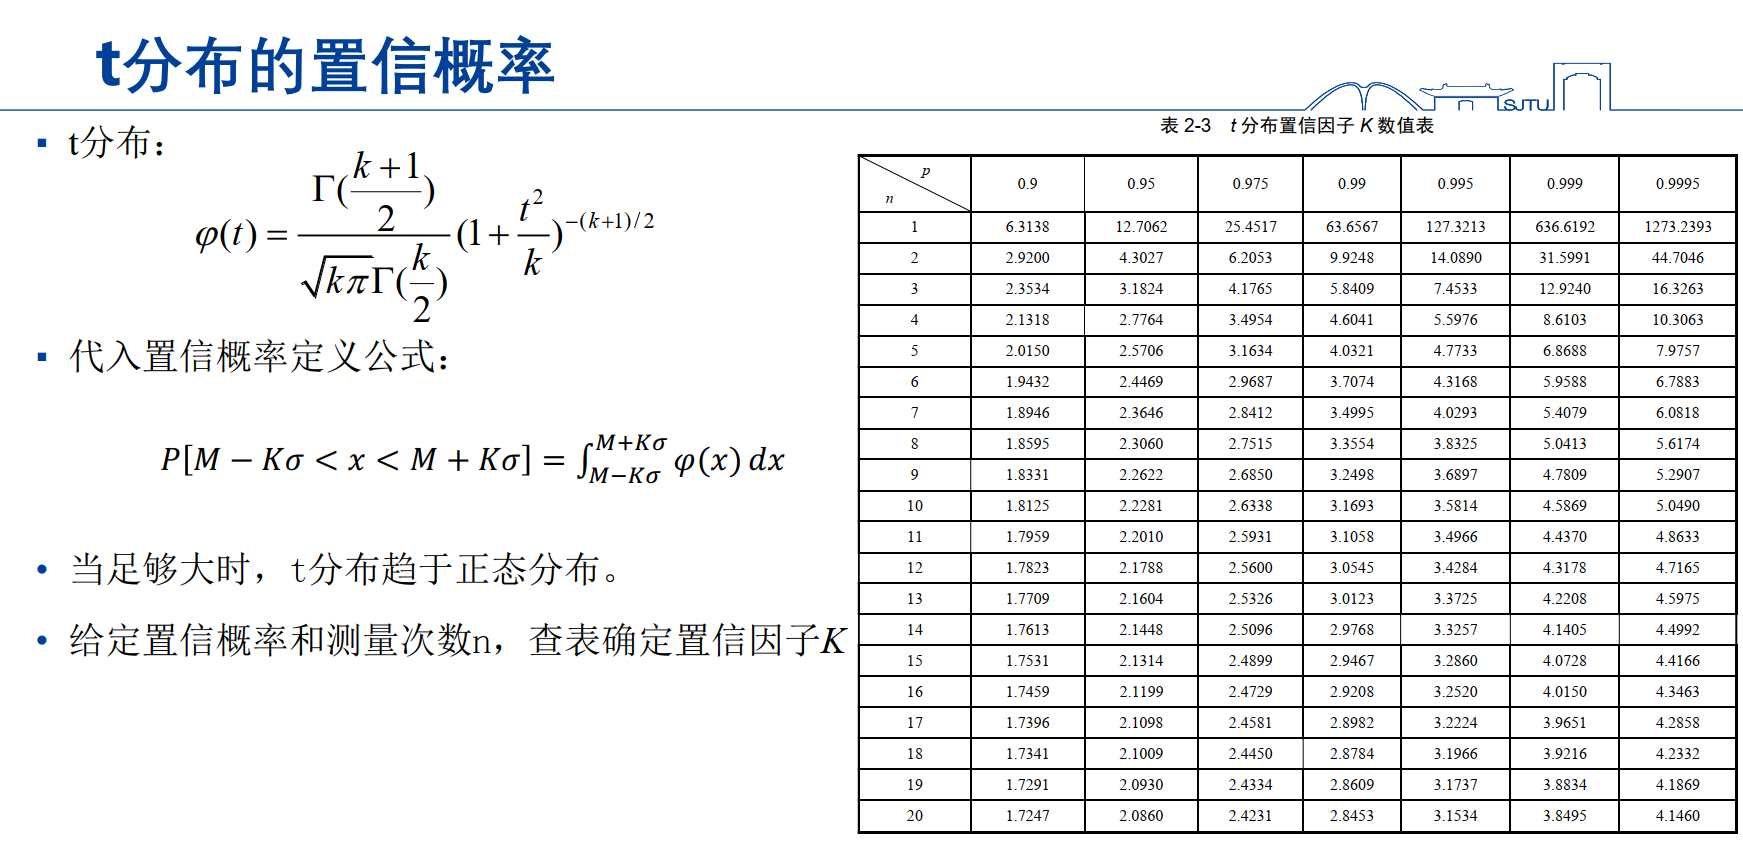 t分布的置信概率
SJTU
▪ t分布：
φ(t) = Γ((k+1)/2) / (√(kπ) Γ(k/2)) (1 + t²/k)^(−(k+1)/2)
▪ 代入置信概率定义公式：
P[M − Kσ < x < M + Kσ] = ∫_{M−Kσ}^{M+Kσ} φ(x) dx
• 当足够大时，t分布趋于正态分布。
• 给定置信概率和测量次数n，查表确定置信因子K
表 2-3 t 分布置信因子 K 数值表
n p 0.9 0.95 0.975 0.99 0.995 0.999 0.9995
1 6.3138 12.7062 25.4517 63.6567 127.3213 636.6192 1273.2393
2 2.9200 4.3027 6.2053 9.9248 14.0890 31.5991 44.7046
3 2.3534 3.1824 4.1765 5.8409 7.4533 12.9240 16.3263
4 2.1318 2.7764 3.4954 4.6041 5.5976 8.6103 10.3063
5 2.0150 2.5706 3.1634 4.0321 4.7733 6.8688 7.9757
6 1.9432 2.4469 2.9687 3.7074 4.3168 5.9588 6.7883
7 1.8946 2.3646 2.8412 3.4995 4.0293 5.4079 6.0818
8 1.8595 2.3060 2.7515 3.3554 3.8325 5.0413 5.6174
9 1.8331 2.2622 2.6850 3.2498 3.6897 4.7809 5.2907
10 1.8125 2.2281 2.6338 3.1693 3.5814 4.5869 5.0490
11 1.7959 2.2010 2.5931 3.1058 3.4966 4.4370 4.8633
12 1.7823 2.1788 2.5600 3.0545 3.4284 4.3178 4.7165
13 1.7709 2.1604 2.5326 3.0123 3.3725 4.2208 4.5975
14 1.7613 2.1448 2.5096 2.9768 3.3257 4.1405 4.4992
15 1.7531 2.1314 2.4899 2.9467 3.2860 4.0728 4.4166
16 1.7459 2.1199 2.4729 2.9208 3.2520 4.0150 4.3463
17 1.7396 2.1098 2.4581 2.8982 3.2224 3.9651 4.2858
18 1.7341 2.1009 2.4450 2.8784 3.1966 3.9216 4.2332
19 1.7291 2.0930 2.4334 2.8609 3.1737 3.8834 4.1869
20 1.7247 2.0860 2.4231 2.8453 3.1534 3.8495 4.1460